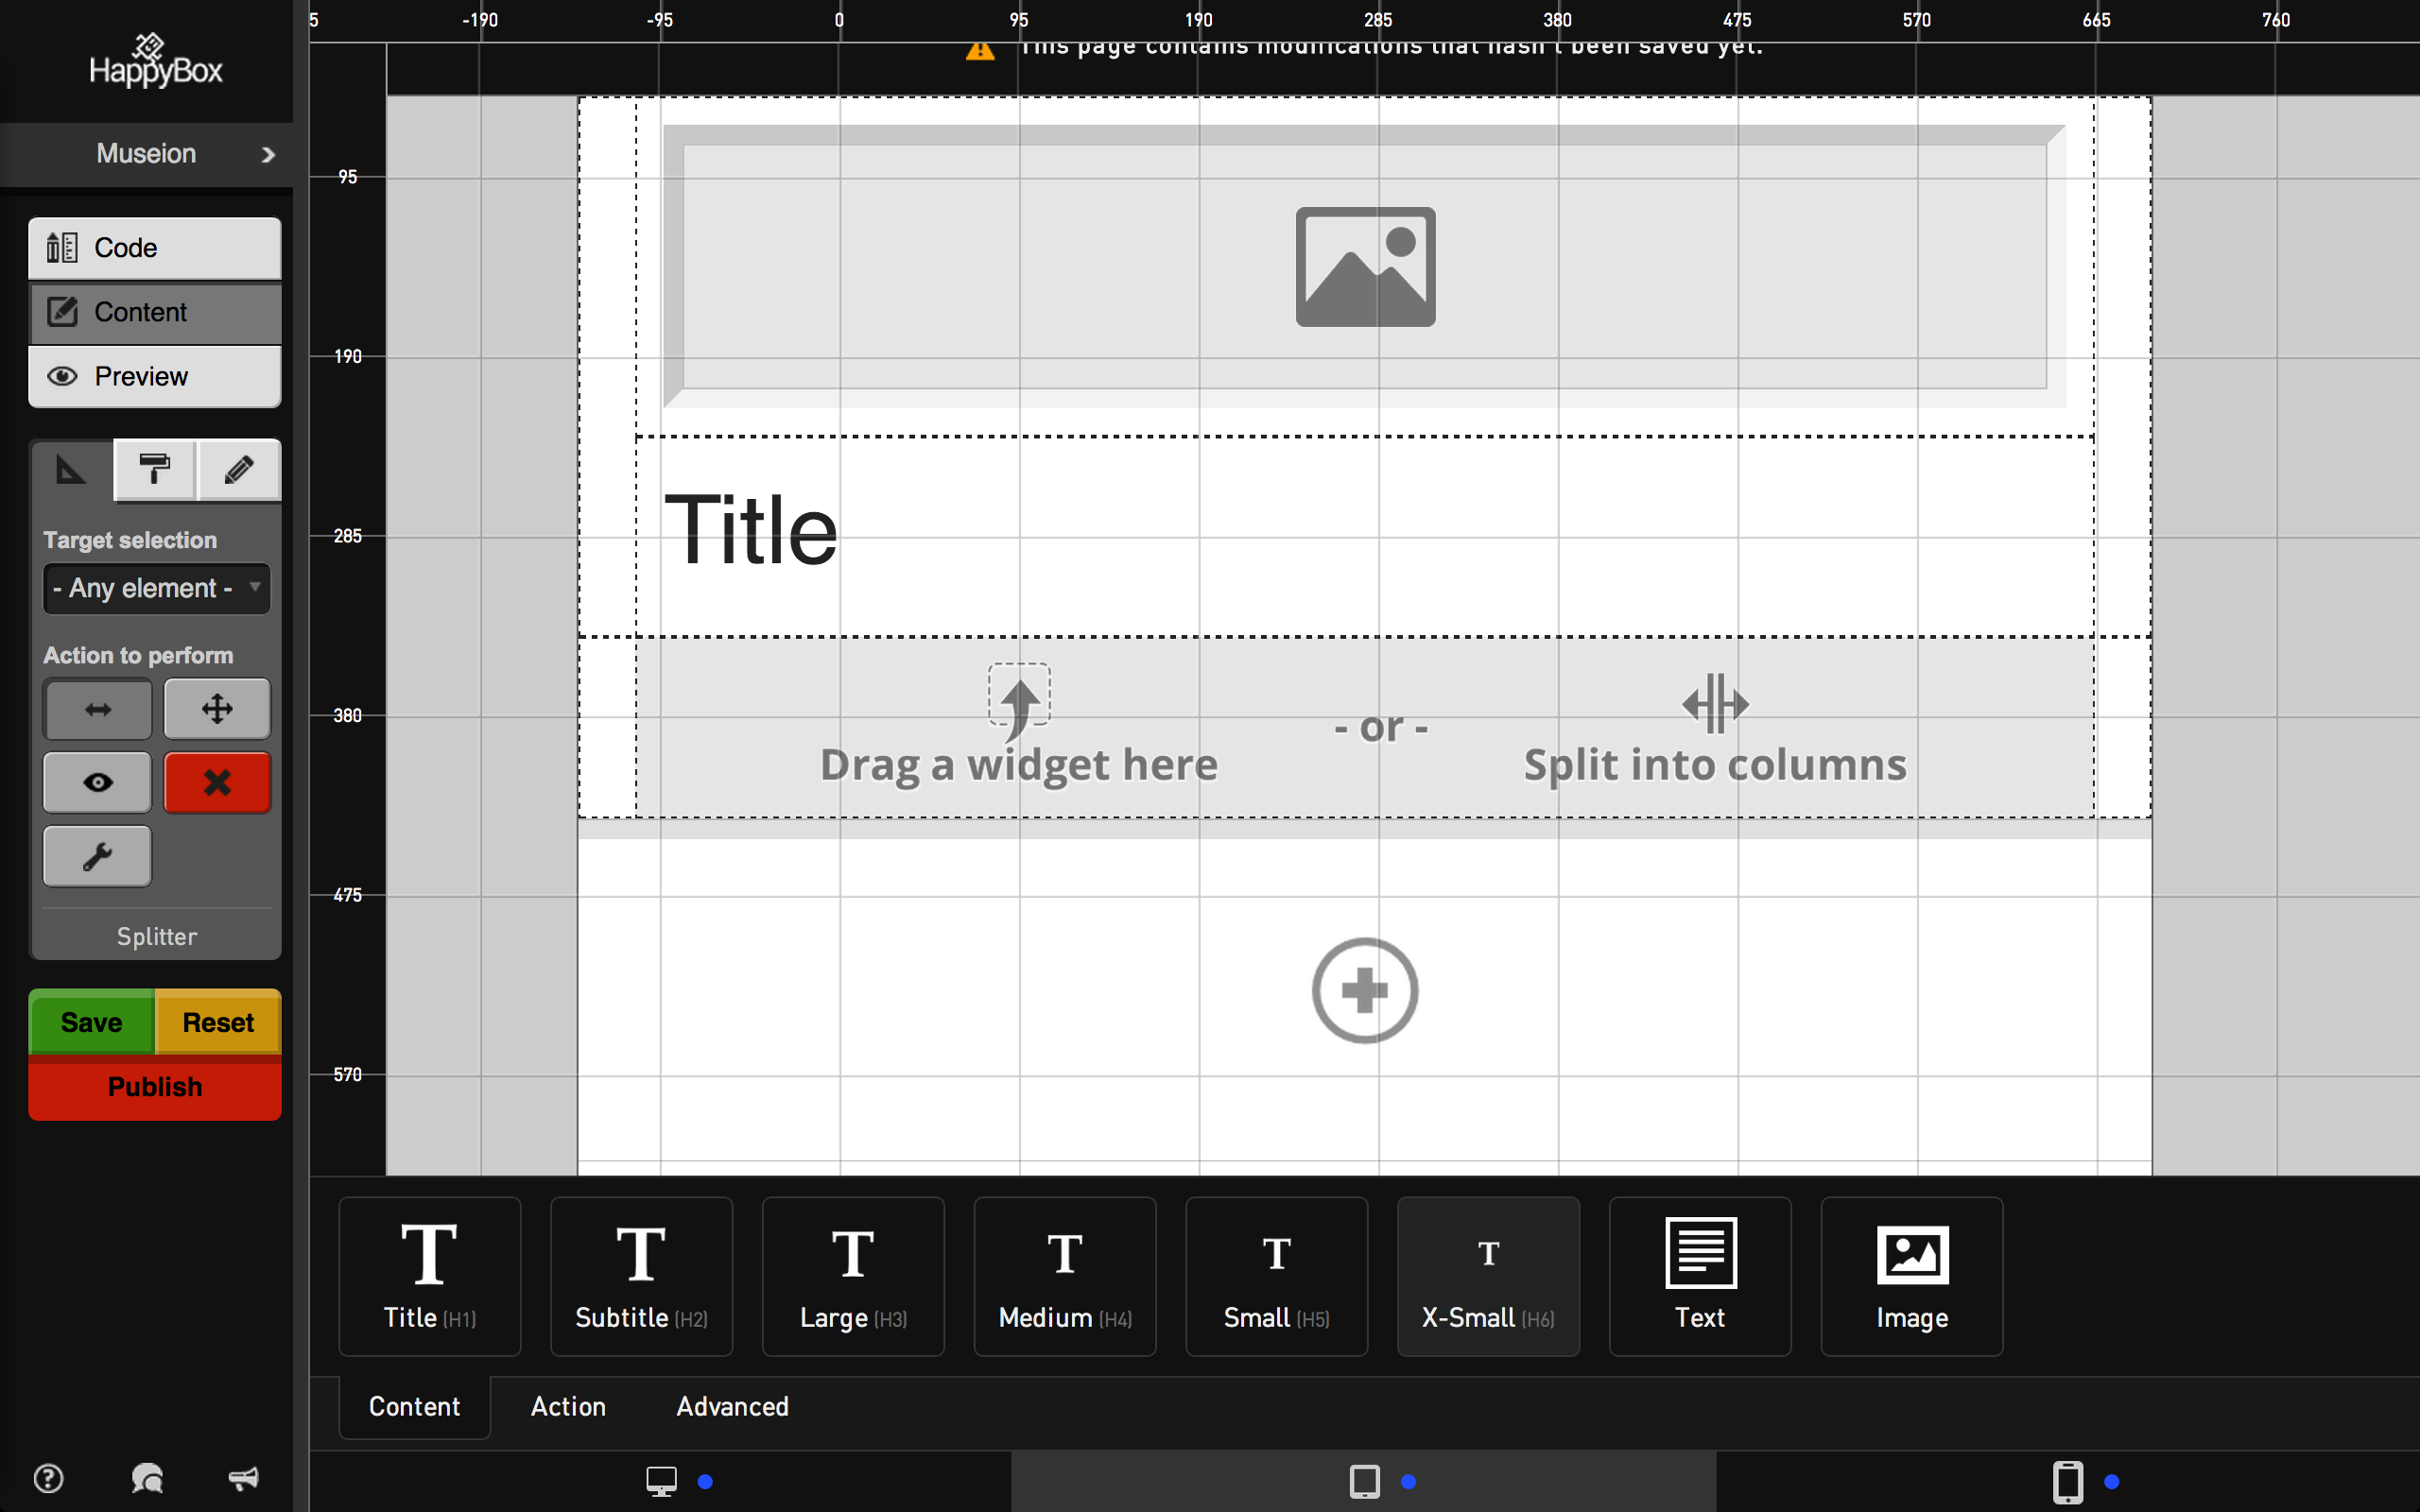 5 -190 -95 0 95 190 285 380 475 570 665 760
This page contains modifications that hasn't been saved yet.
HappyBox
Museion
Code
Content
Preview
Target selection
- Any element -
Action to perform
Splitter
Save Reset
Publish
95
190
285
380
475
570
Title
Drag a widget here
- or -
Split into columns
Title (H1)
Subtitle (H2)
Large (H3)
Medium (H4)
Small (H5)
X-Small (H6)
Text
Image
Content Action Advanced